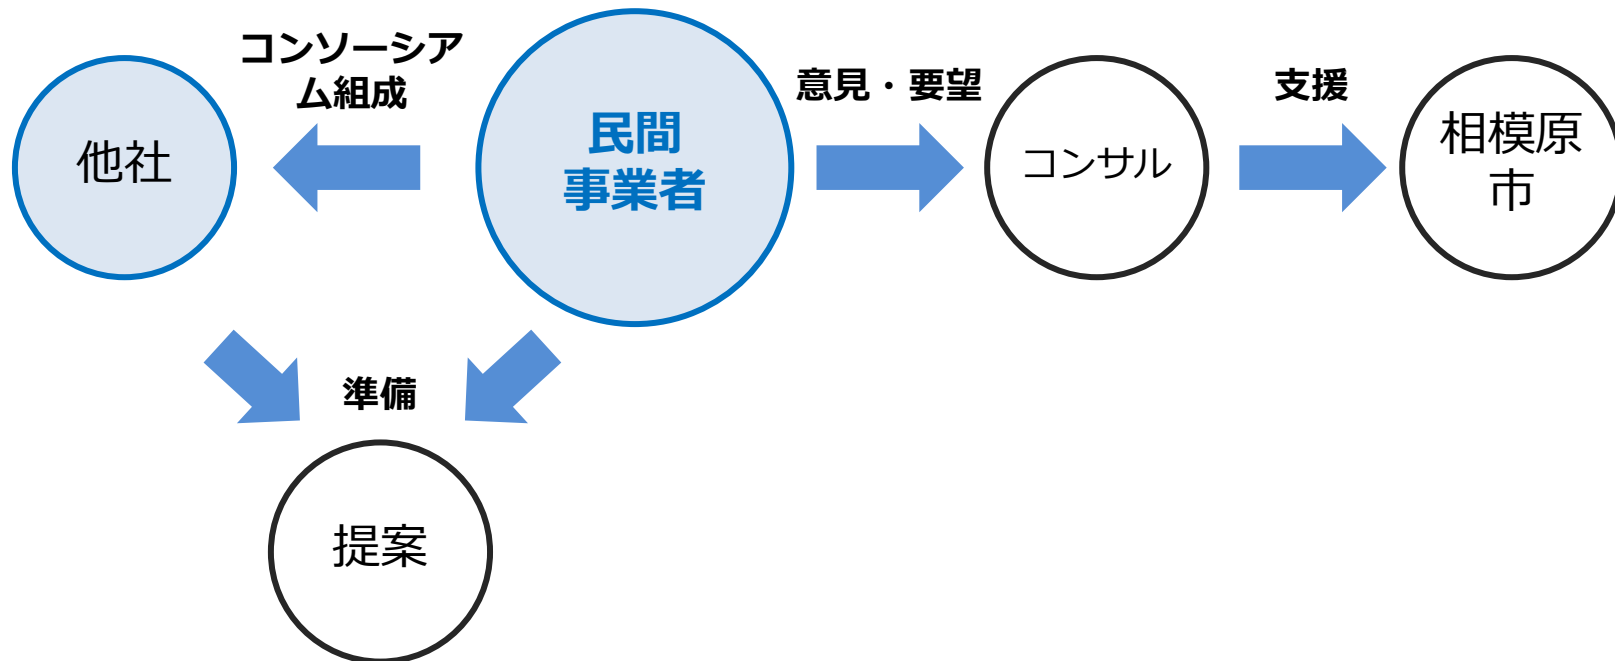 コンソーシア
ム組成
他社
民間
事業者
意見・要望
コンサル
支援
相模原
市
準備
提案